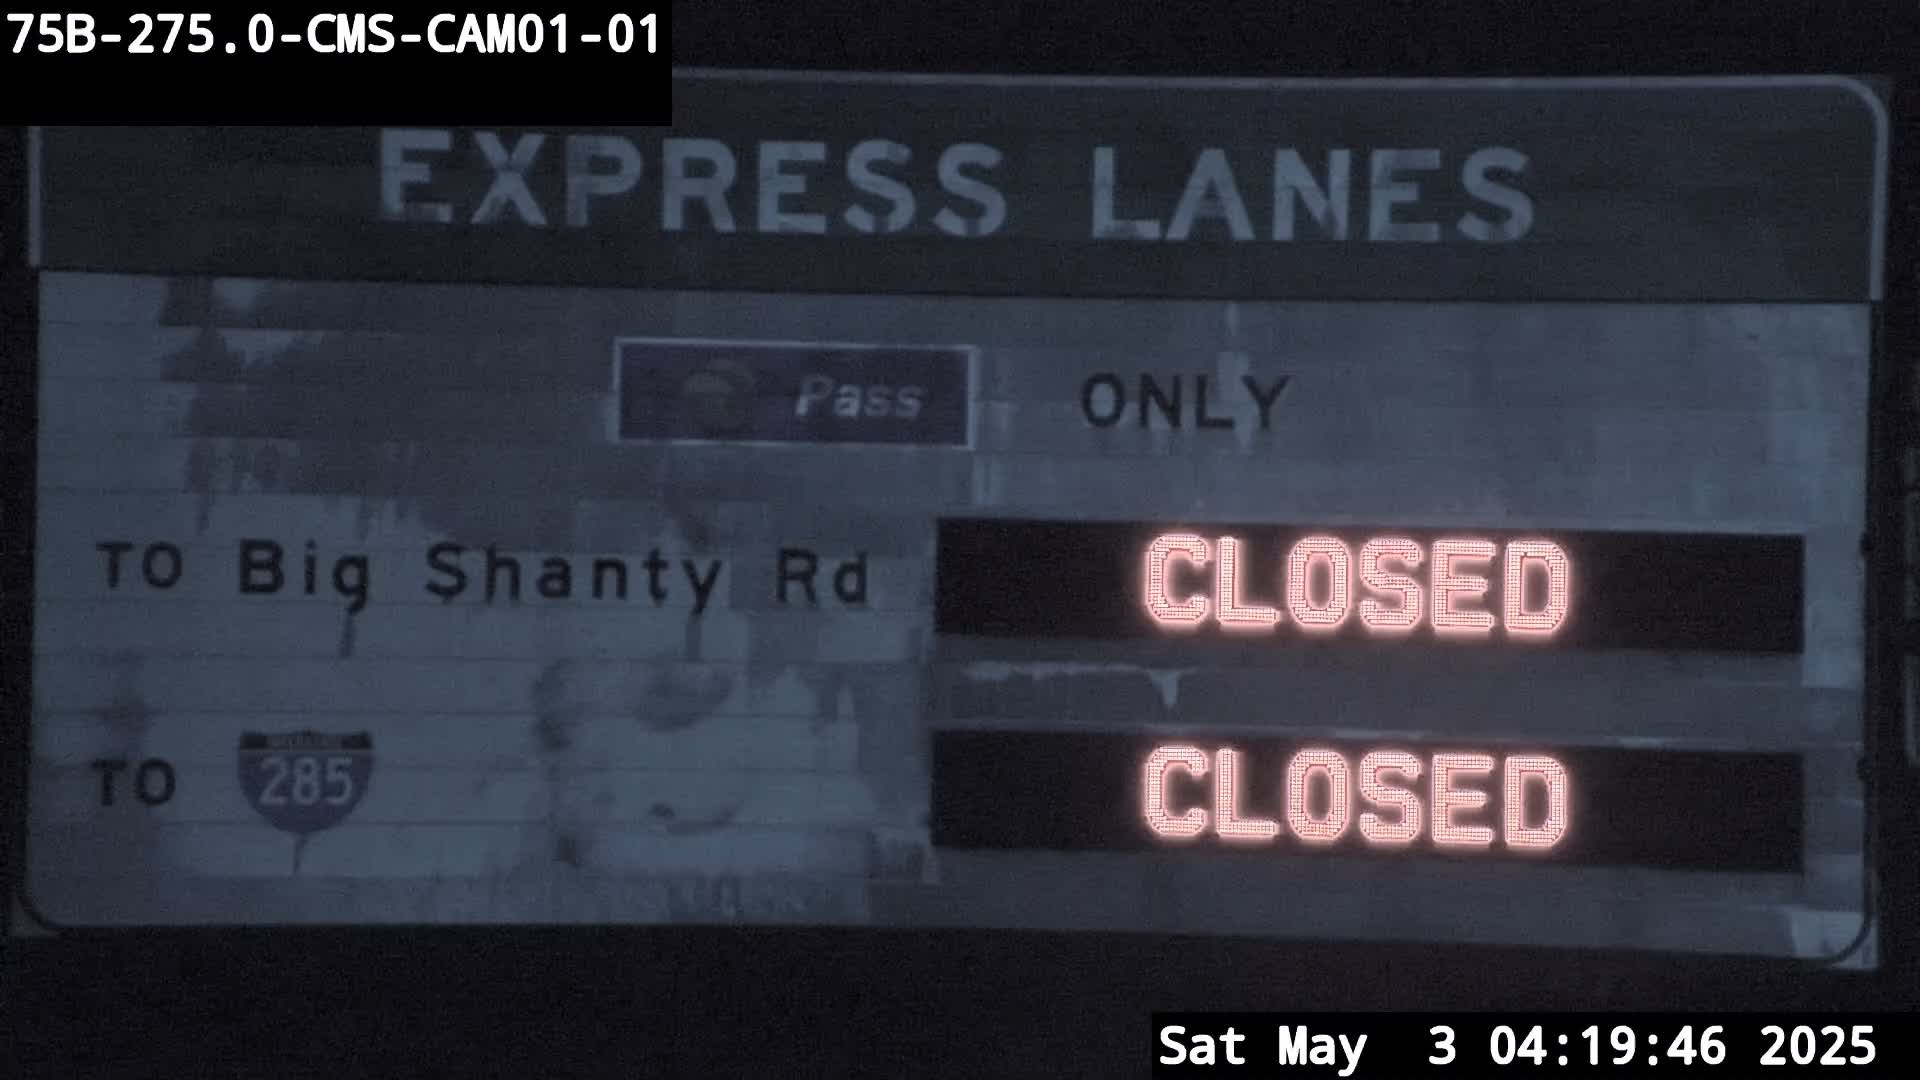 75B-275.0-CMS-CAM01-01
EXPRESS LANES
Pass ONLY
TO Big Shanty Rd CLOSED
TO 285 CLOSED
Sat May 3 04:19:46 2025